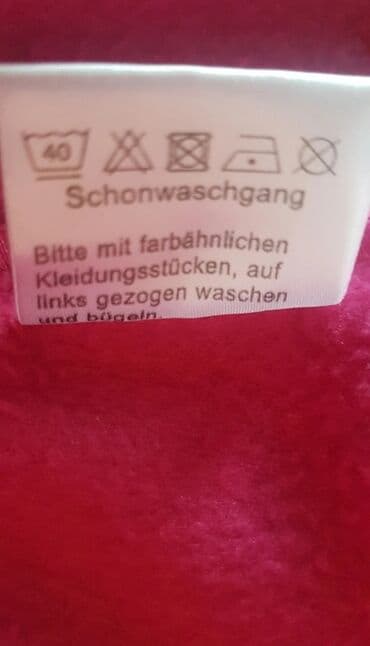 40
Schonwaschgang
Bitte mit farbähnlichen
Kleidungsstücken, auf
links gezogen waschen
und bügeln.